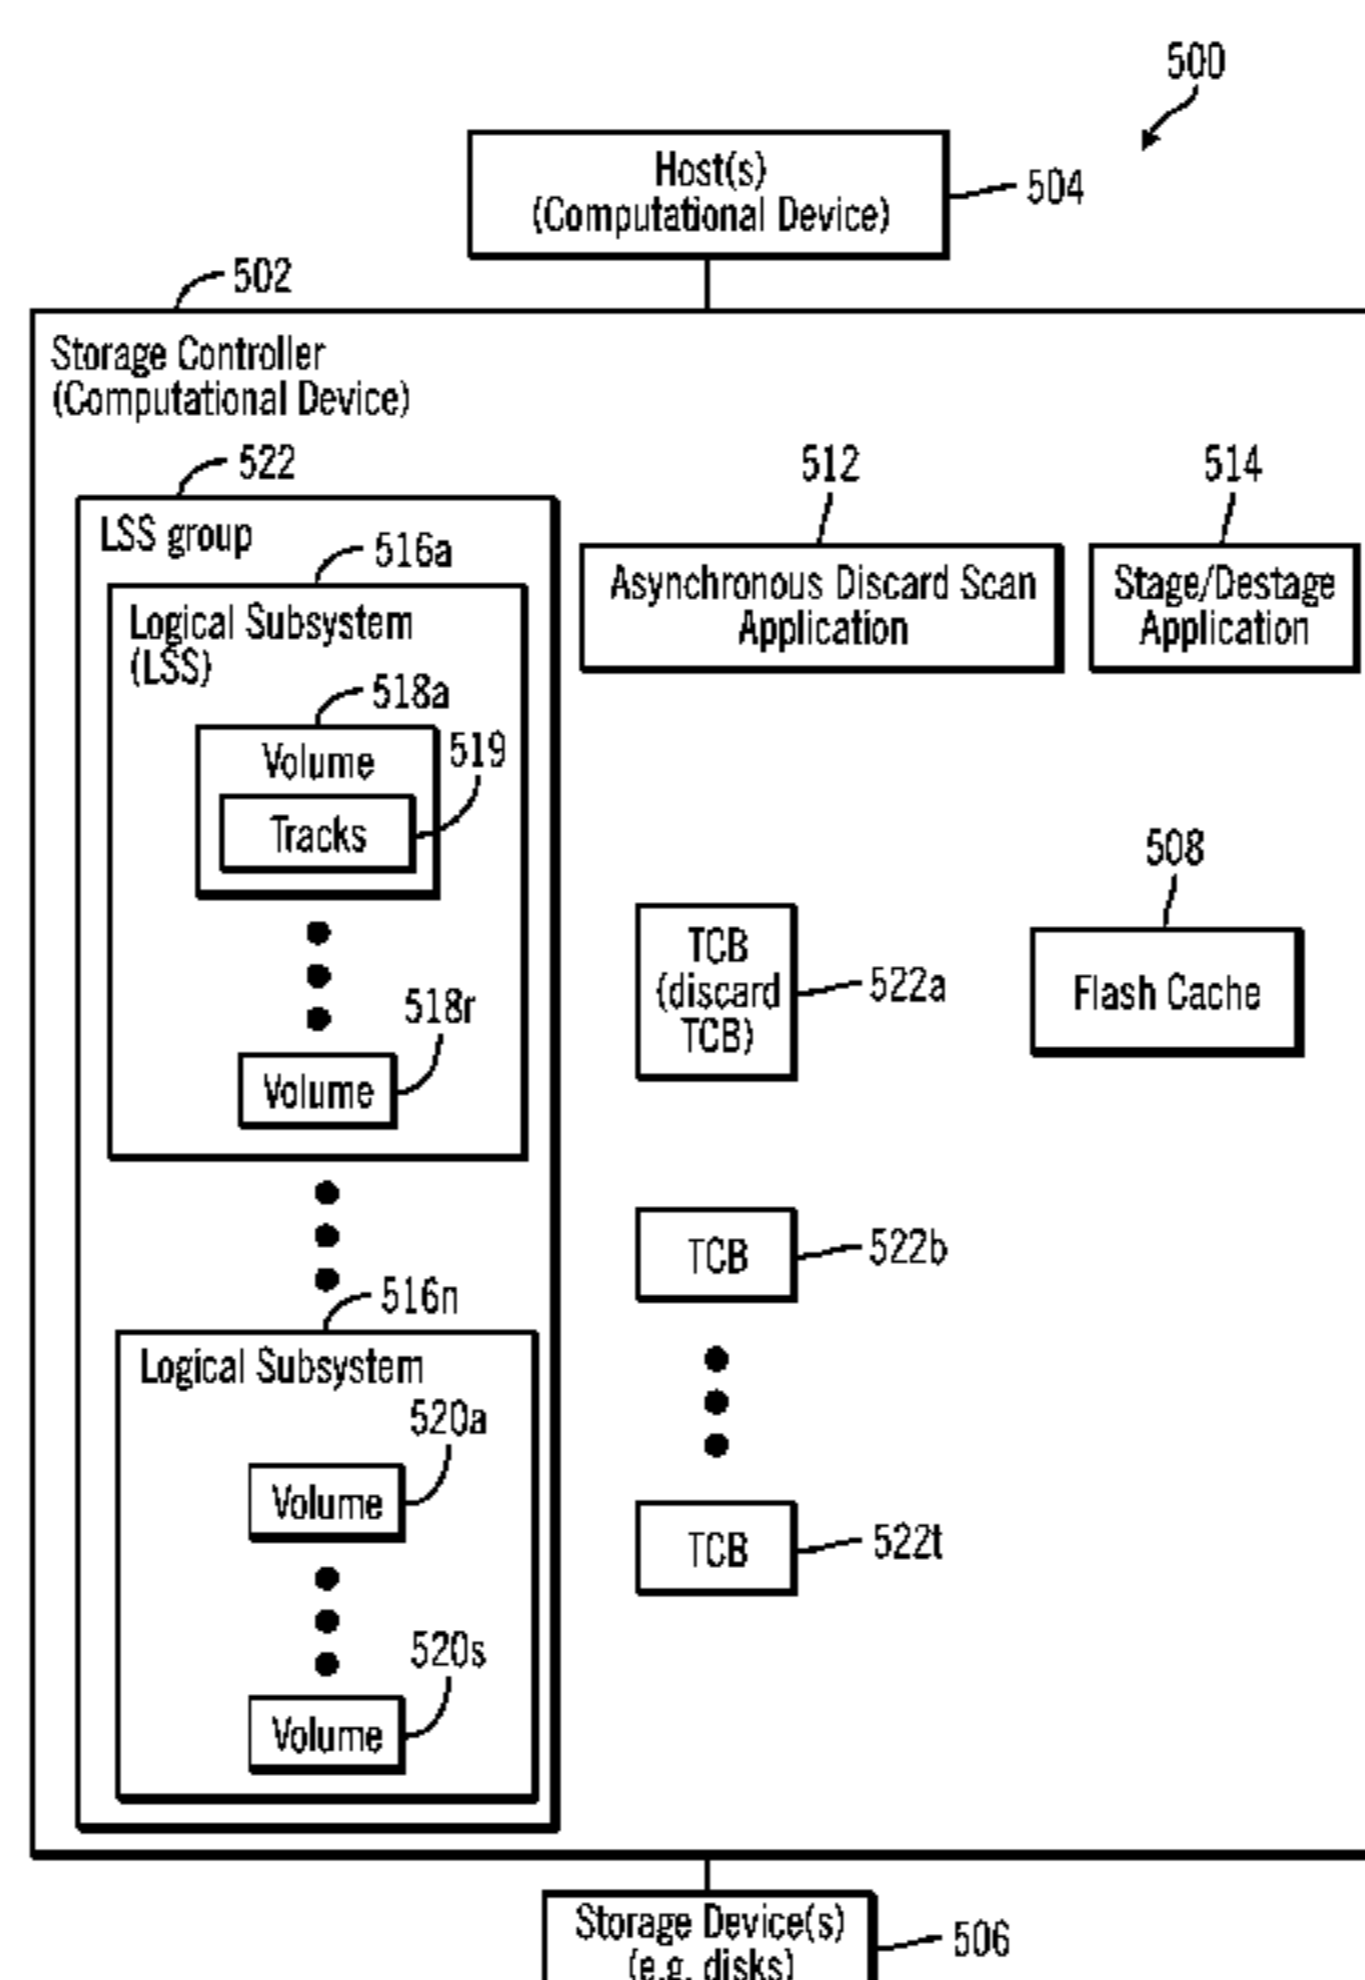 500
Host(s)
(Computational Device)
504
502
Storage Controller
(Computational Device)
522
512
514
LSS group
516a
Asynchronous Discard Scan
Application
Stage/Destage
Application
Logical Subsystem
(LSS)
518a
Volume
519
Tracks
508
TCB
(discard
TCB)
522a
Flash Cache
518r
Volume
TCB
522b
516n
Logical Subsystem
520a
Volume
TCB
522t
520s
Volume
Storage Device(s)
(e.g. disks)
506